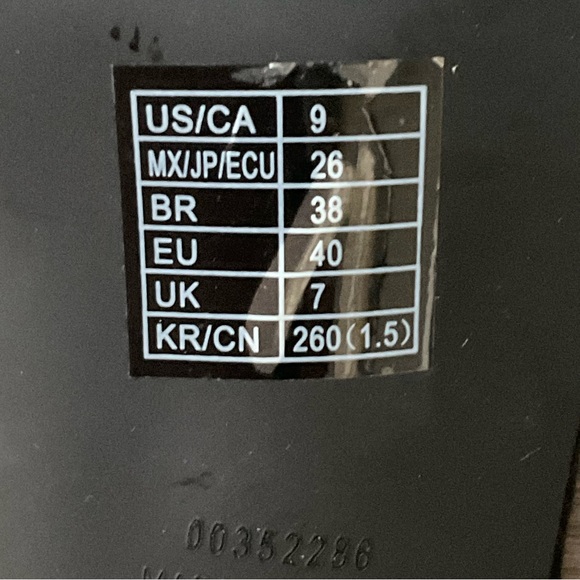 US/CA 9
MX/JP/ECU 26
BR 38
EU 40
UK 7
KR/CN 260(1.5)
00352286